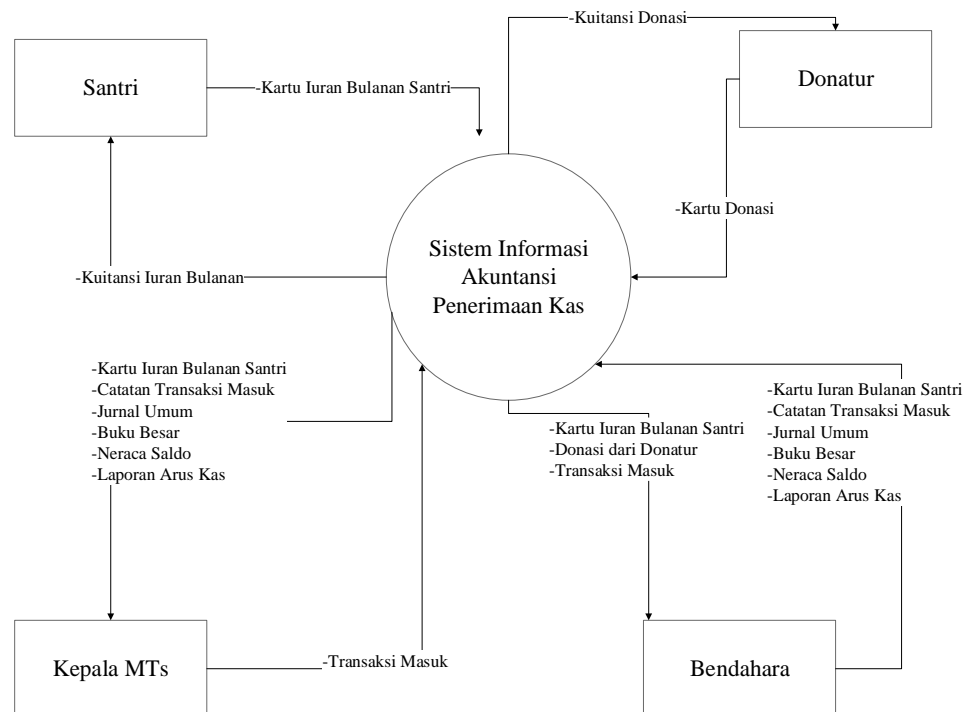 -Kuitansi Donasi
Santri
Donatur
-Kartu Iuran Bulanan Santri
-Kartu Donasi
Sistem Informasi
Akuntansi
Penerimaan Kas
-Kuitansi Iuran Bulanan
-Kartu Iuran Bulanan Santri
-Catatan Transaksi Masuk
-Jurnal Umum
-Buku Besar
-Neraca Saldo
-Laporan Arus Kas
-Kartu Iuran Bulanan Santri
-Donasi dari Donatur
-Transaksi Masuk
-Kartu Iuran Bulanan Santri
-Catatan Transaksi Masuk
-Jurnal Umum
-Buku Besar
-Neraca Saldo
-Laporan Arus Kas
Kepala MTs
-Transaksi Masuk
Bendahara